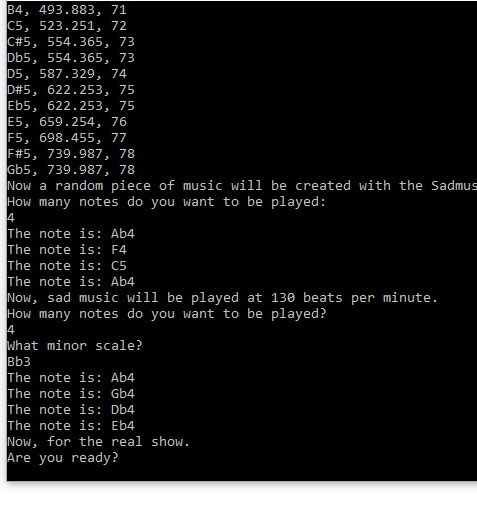 B4, 493.883, 71
C5, 523.251, 72
C#5, 554.365, 73
Db5, 554.365, 73
D5, 587.329, 74
D#5, 622.253, 75
Eb5, 622.253, 75
E5, 659.254, 76
F5, 698.455, 77
F#5, 739.987, 78
Gb5, 739.987, 78
Now a random piece of music will be created with the Sadmus
How many notes do you want to be played:
4
The note is: Ab4
The note is: F4
The note is: C5
The note is: Ab4
Now, sad music will be played at 130 beats per minute.
How many notes do you want to be played?
4
What minor scale?
Bb3
The note is: Ab4
The note is: Gb4
The note is: Db4
The note is: Eb4
Now, for the real show.
Are you ready?